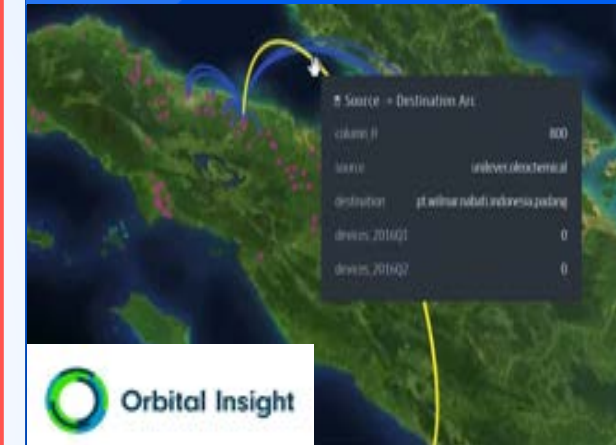 Source → Destination Arc
column_H 800
source unilever.oleochemical
destination pt.wilmar.nabati.indonesia.padang
devices_2016Q1 0
devices_2016Q2 0
Orbital Insight